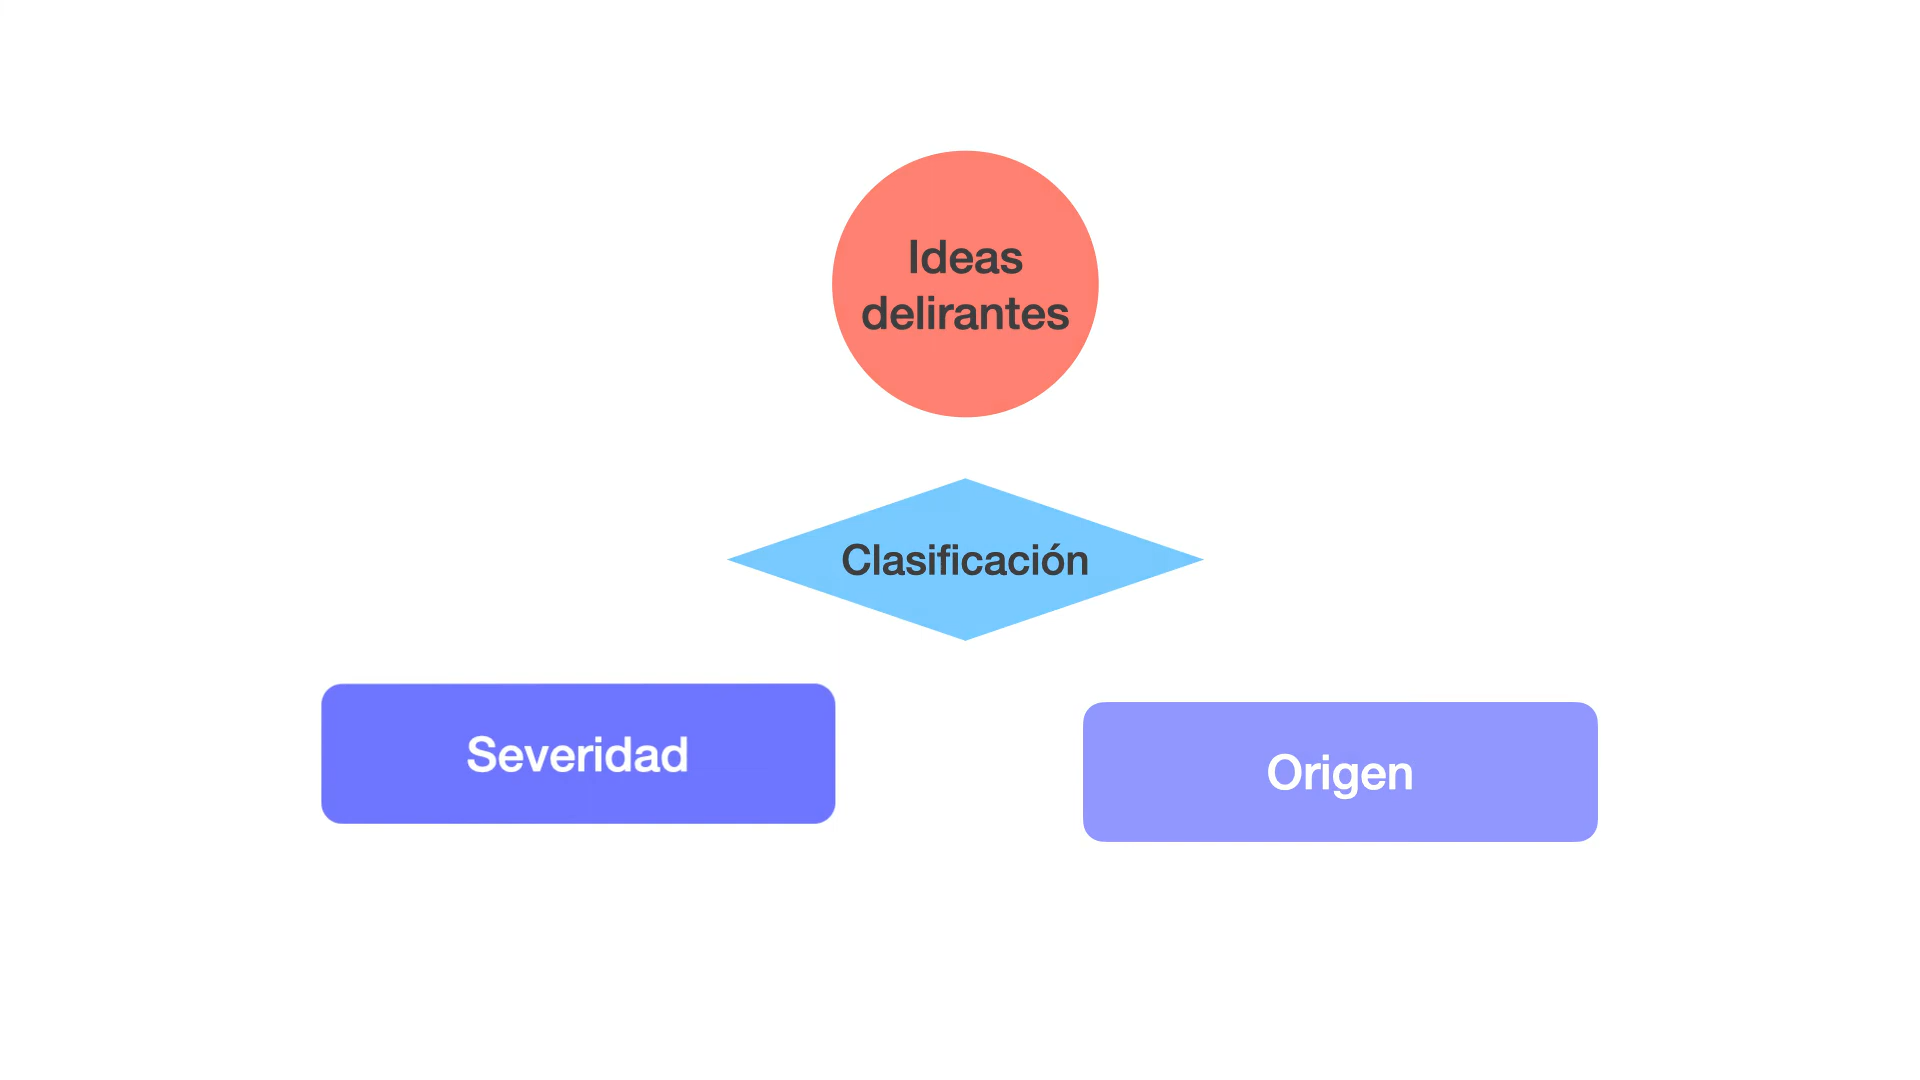 Ideas
delirantes
Clasificación
Severidad
Origen